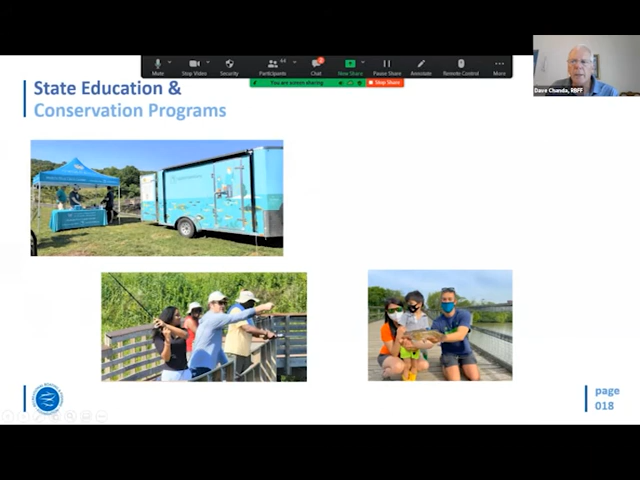 Mute
Stop Video
Security
Participants
44
Chat
New Share
Pause Share
Annotate
Remote Control
More
You are screen sharing
Stop Share
Dave Chanda, RBFF
State Education &
Conservation Programs
page
018